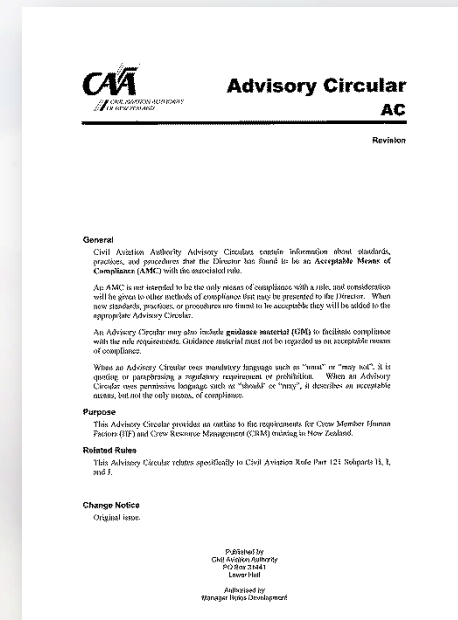 CAA
CIVIL AVIATION AUTHORITY
OF NEW ZEALAND
Advisory Circular
AC
Revision
General
Civil Aviation Authority Advisory Circulars contain information about standards,
practices, and procedures that the Director has found to be an Acceptable Means of
Compliance (AMC) with the associated rule.
An AMC is not intended to be the only means of compliance with a rule, and consideration
will be given to other methods of compliance that may be presented to the Director. When
new standards, practices, or procedures are found to be acceptable they will be added to the
appropriate Advisory Circular.
An Advisory Circular may also include guidance material (GM) to facilitate compliance
with the rule requirements. Guidance material must not be regarded as an acceptable means
of compliance.
When an Advisory Circular uses mandatory language such as "must" or "may not", it is
quoting or paraphrasing a regulatory requirement or prohibition. When an Advisory
Circular uses permissive language such as "should" or "may", it describes an acceptable
means, but not the only means, of compliance.
Purpose
This Advisory Circular provides an outline to the requirements for Crew Member Human
Factors (HF) and Crew Resource Management (CRM) training in New Zealand.
Related Rules
This Advisory Circular relates specifically to Civil Aviation Rule Part 121 Subparts H, I,
and J.
Change Notice
Original issue.
Published by
Civil Aviation Authority
PO Box 31441
Lower Hutt
Authorised by
Manager Rules Development